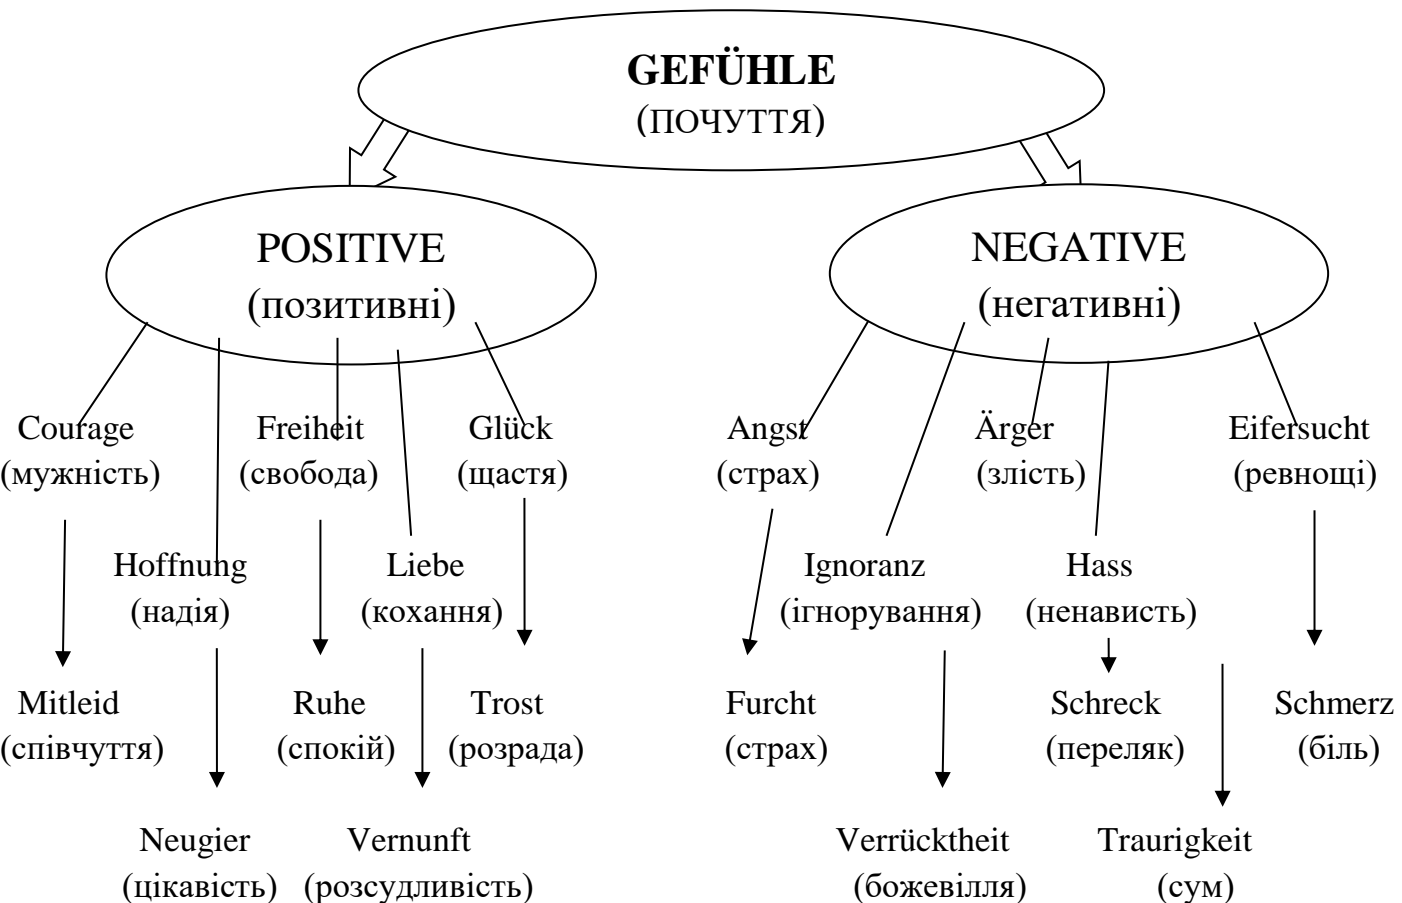 GEFÜHLE
(ПОЧУТТЯ)
POSITIVE
(позитивні)
NEGATIVE
(негативні)
Courage Freiheit Glück Angst Ärger Eifersucht
(мужність) (свобода) (щастя) (страх) (злість) (ревнощі)
Hoffnung Liebe Ignoranz Hass
(надія) (кохання) (ігнорування) (ненависть)
Mitleid Ruhe Trost Furcht Schreck Schmerz
(співчуття) (спокій) (розрада) (страх) (переляк) (біль)
Neugier Vernunft Verrücktheit Traurigkeit
(цікавість) (розсудливість) (божевілля) (сум)